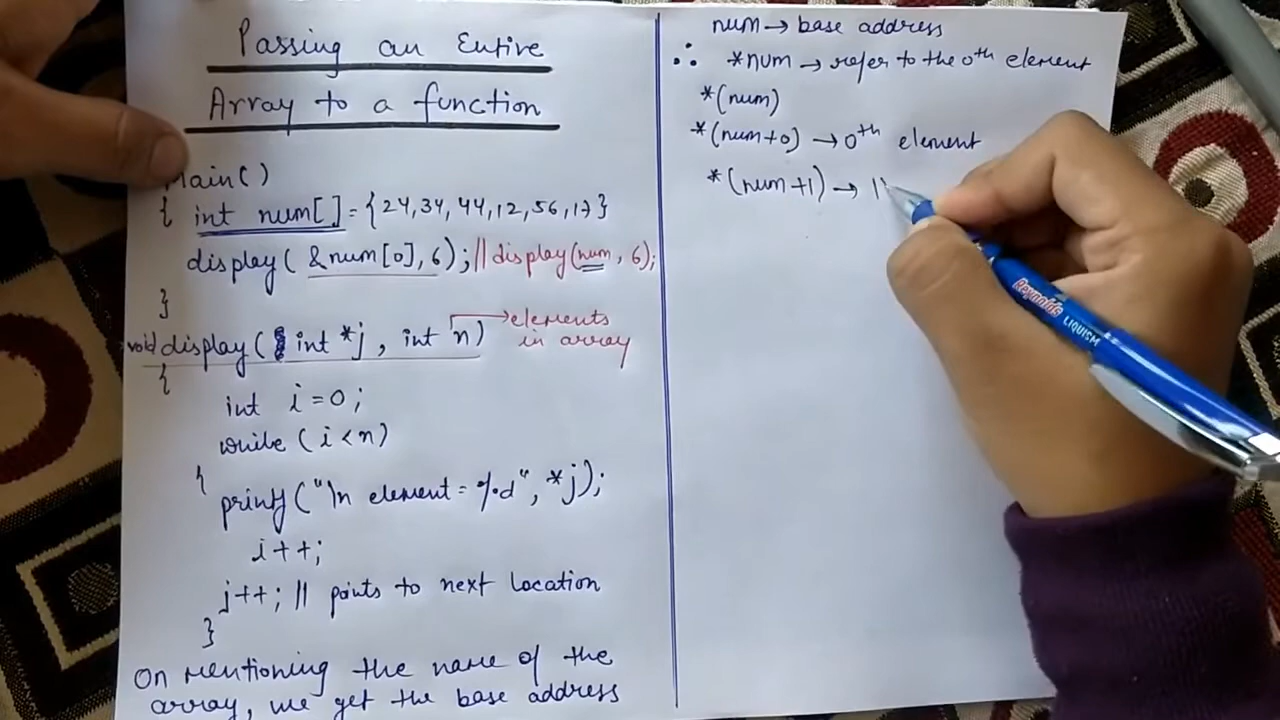 Passing an Entire
Array to a function
Main()
{ int num[] = {24,34,44,12,56,17}
display( &num[0], 6); // display(num, 6);
}
void display( int *j, int n) → elements
in array
{
int i=0;
while (i<n)
{
printf("\n element = %d", *j);
i++;
j++; // points to next location
}
On mentioning the name of the
array, we get the base address
num → base address
∴ *num → refer to the 0th element
*(num)
*(num+0) → 0th element
*(num+1) → 1
Reynolds LIQUISM